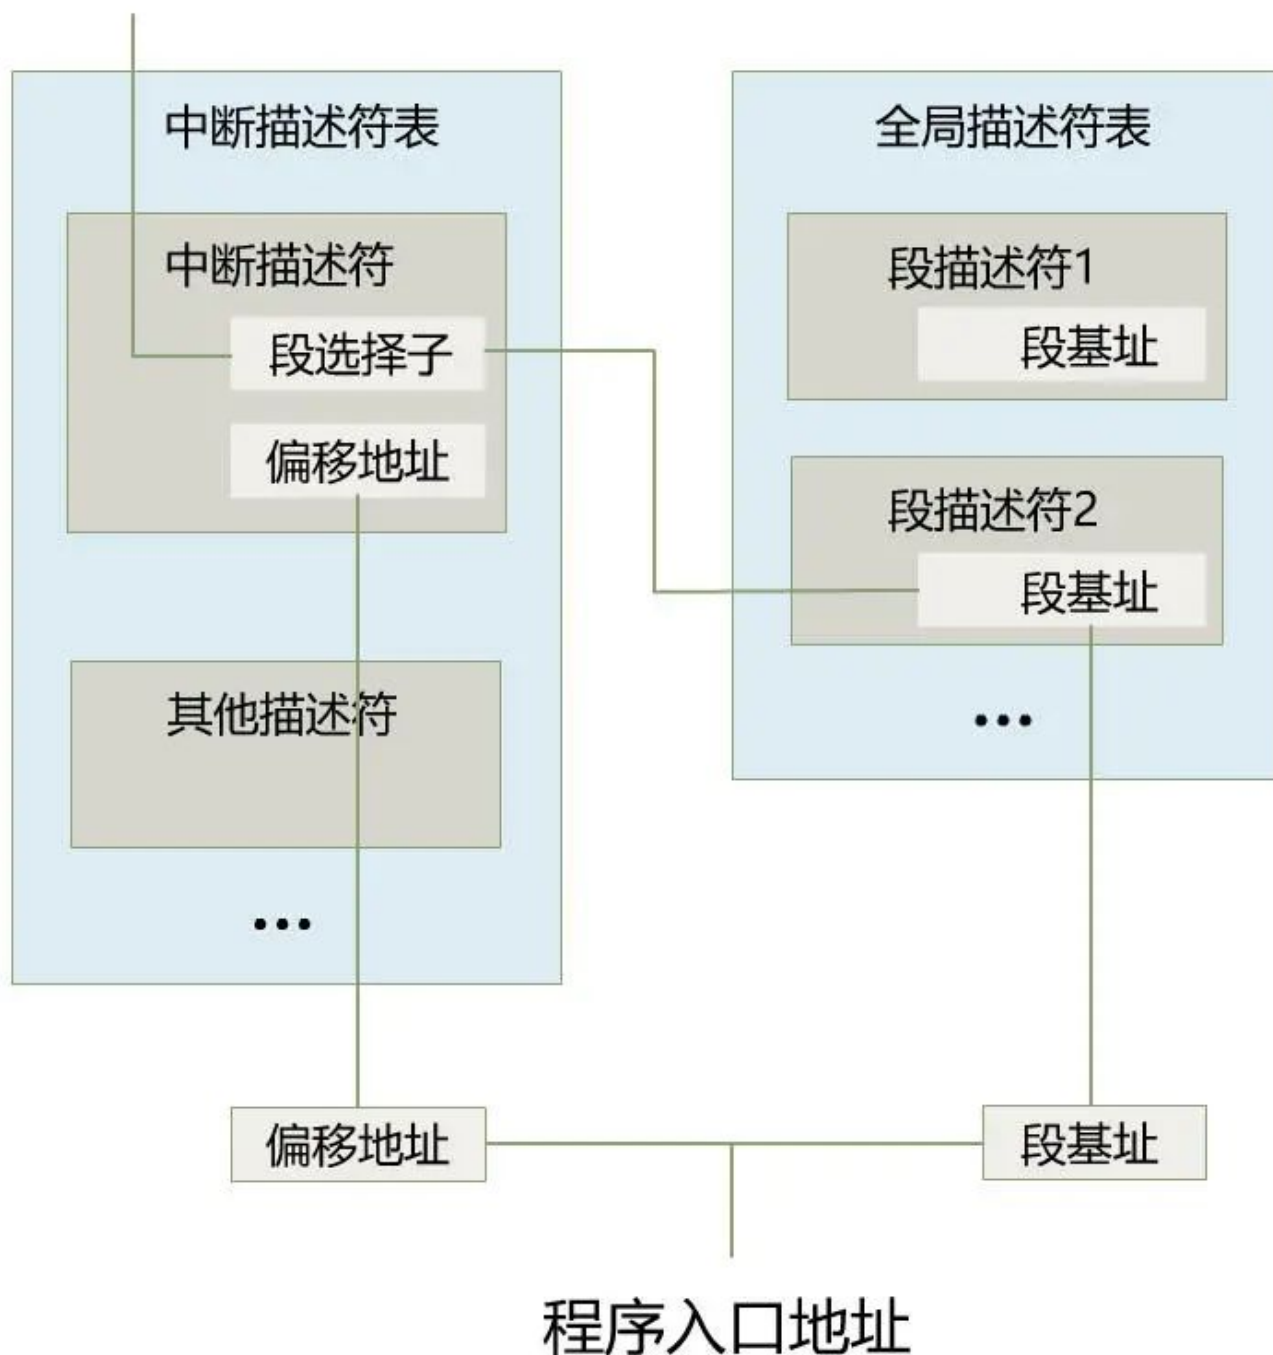 中断描述符表
中断描述符
段选择子
偏移地址
其他描述符
...
全局描述符表
段描述符1
段基址
段描述符2
段基址
...
偏移地址
段基址
程序入口地址